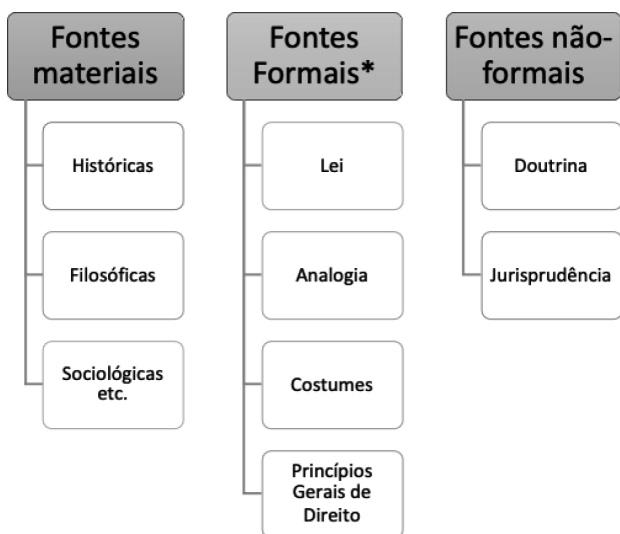 Fontes
materiais
Históricas
Filosóficas
Sociológicas
etc.
Fontes
Formais*
Lei
Analogia
Costumes
Princípios
Gerais de
Direito
Fontes não-
formais
Doutrina
Jurisprudência